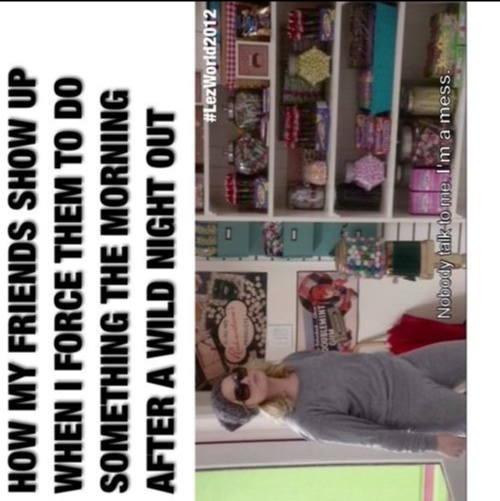 HOW MY FRIENDS SHOW UP
WHEN I FORCE THEM TO DO
SOMETHING THE MORNING
AFTER A WILD NIGHT OUT
#LezWorld2012
Nobody talk to me. I'm a mess.